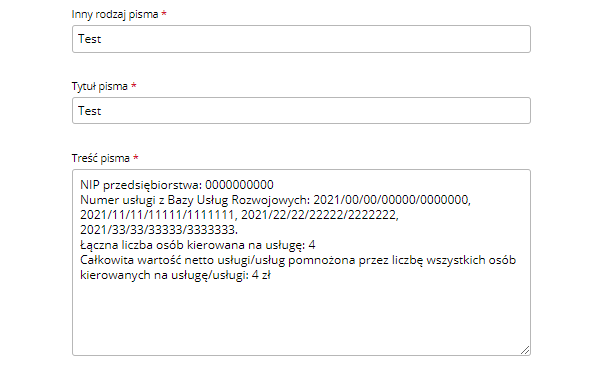 Inny rodzaj pisma *
Test
Tytuł pisma *
Test
Treść pisma *
NIP przedsiębiorstwa: 0000000000
Numer usługi z Bazy Usług Rozwojowych: 2021/00/00/00000/0000000,
2021/11/11/11111/1111111, 2021/22/22/22222/2222222,
2021/33/33/33333/3333333.
Łączna liczba osób kierowana na usługę: 4
Całkowita wartość netto usługi/usług pomnożona przez liczbę wszystkich osób
kierowanych na usługę/usługi: 4 zł